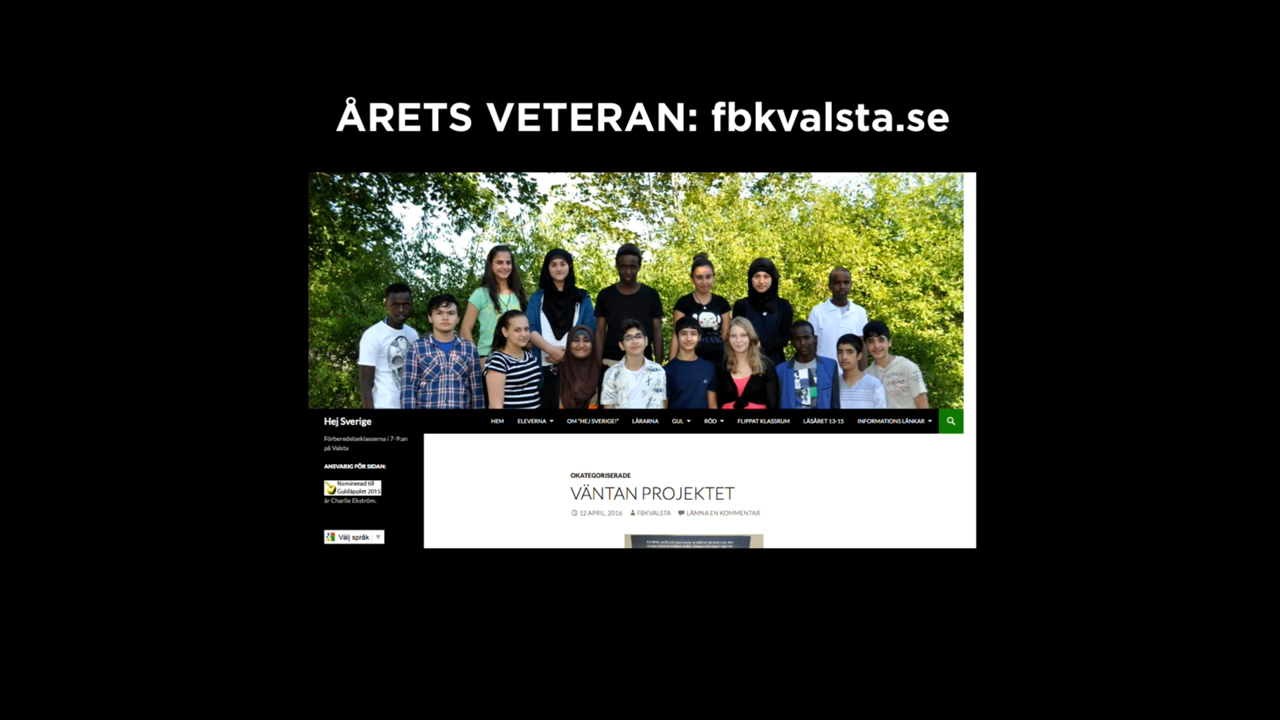 ÅRETS VETERAN: fbkvalsta.se
Hej Sverige
HEM ELEVERNA OM "HEJ SVERIGE!" LÄRARNA GUL RÖD FLIPPAT KLASSRUM LÄSÅRET 13-15 INFORMATIONS LÄNKAR
Förberedelseklasserna i 7-9:an
på Valsta
ANSVARIG FÖR SIDAN:
Nominerad till
Guldäpplet 2015
är Charlie Ekström.
Välj språk
OKATEGORISERADE
VÄNTAN PROJEKTET
12 APRIL, 2016 FBKVALSTA LÄMNA EN KOMMENTAR